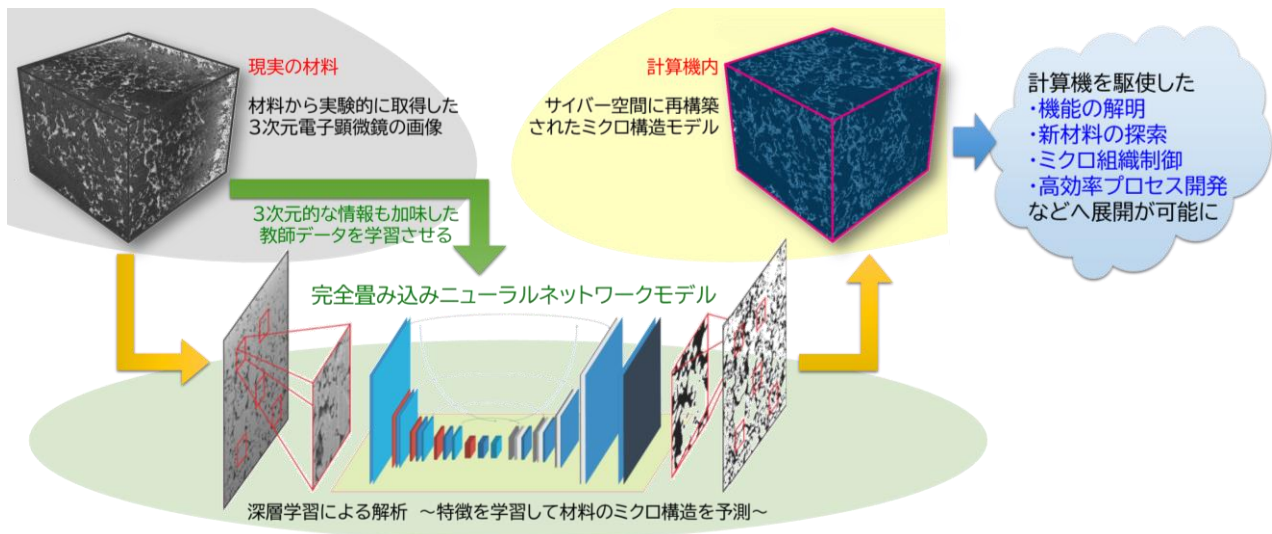 現実の材料
材料から実験的に取得した
3次元電子顕微鏡の画像
計算機内
サイバー空間に再構築
されたミクロ構造モデル
計算機を駆使した
・機能の解明
・新材料の探索
・ミクロ組織制御
・高効率プロセス開発
などへ展開が可能に
3次元的な情報も加味した
教師データを学習させる
完全畳み込みニューラルネットワークモデル
深層学習による解析 ～特徴を学習して材料のミクロ構造を予測～